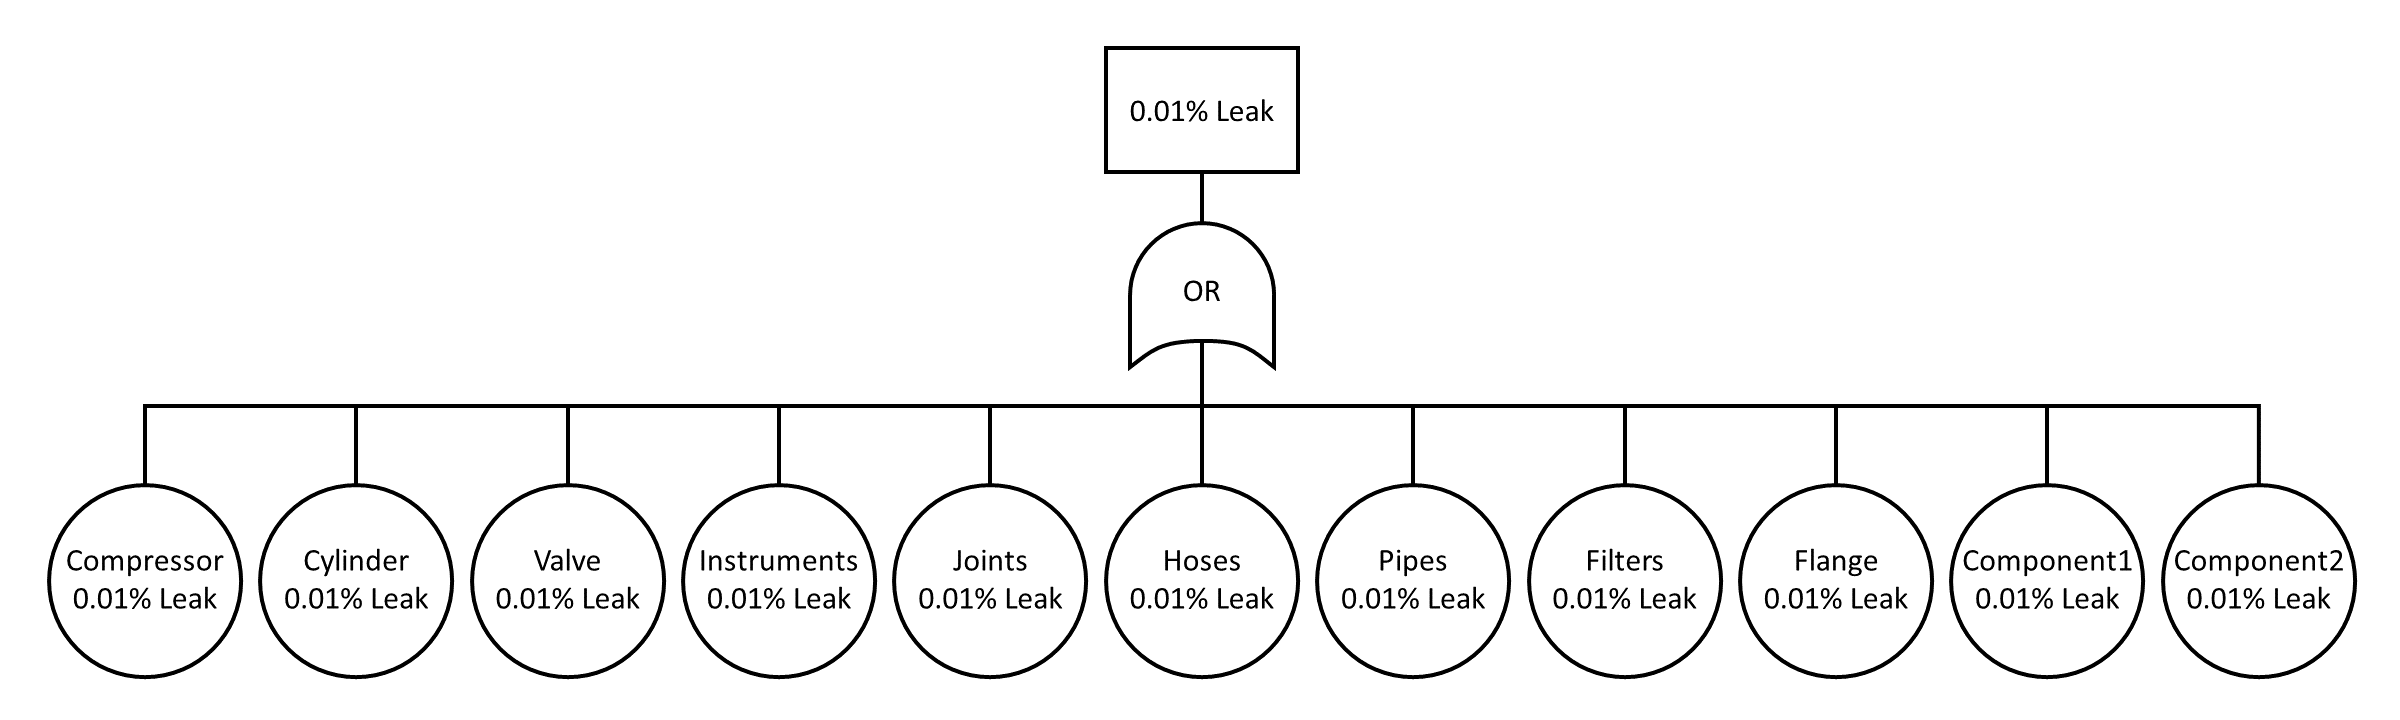 0.01% Leak
OR
Compressor
0.01% Leak
Cylinder
0.01% Leak
Valve
0.01% Leak
Instruments
0.01% Leak
Joints
0.01% Leak
Hoses
0.01% Leak
Pipes
0.01% Leak
Filters
0.01% Leak
Flange
0.01% Leak
Component1
0.01% Leak
Component2
0.01% Leak